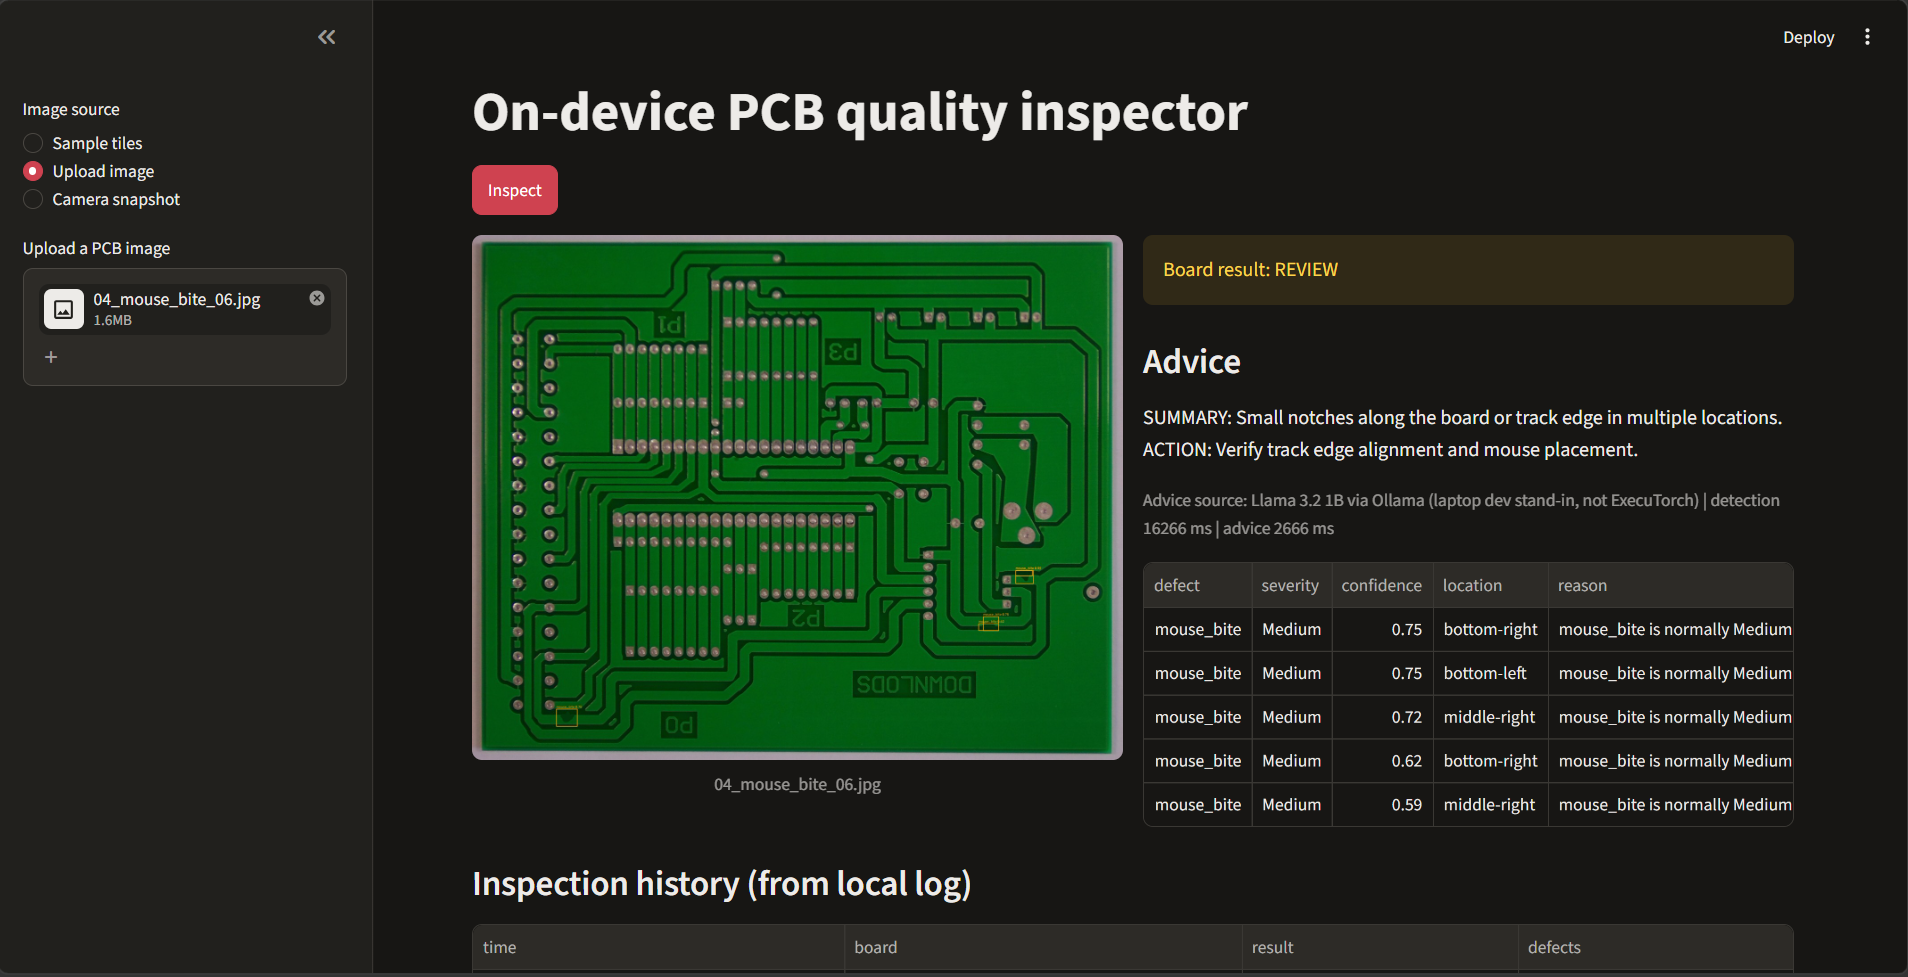 Deploy
Image source
Sample tiles
Upload image
Camera snapshot
Upload a PCB image
04_mouse_bite_06.jpg
1.6MB
On-device PCB quality inspector
Inspect
P1
P3
P2
DOWNLODS
P0
04_mouse_bite_06.jpg
Board result: REVIEW
Advice
SUMMARY: Small notches along the board or track edge in multiple locations.
ACTION: Verify track edge alignment and mouse placement.
Advice source: Llama 3.2 1B via Ollama (laptop dev stand-in, not ExecuTorch) | detection
16266 ms | advice 2666 ms
defect severity confidence location reason
mouse_bite Medium 0.75 bottom-right mouse_bite is normally Medium
mouse_bite Medium 0.75 bottom-left mouse_bite is normally Medium
mouse_bite Medium 0.72 middle-right mouse_bite is normally Medium
mouse_bite Medium 0.62 bottom-right mouse_bite is normally Medium
mouse_bite Medium 0.59 middle-right mouse_bite is normally Medium
Inspection history (from local log)
time board result defects